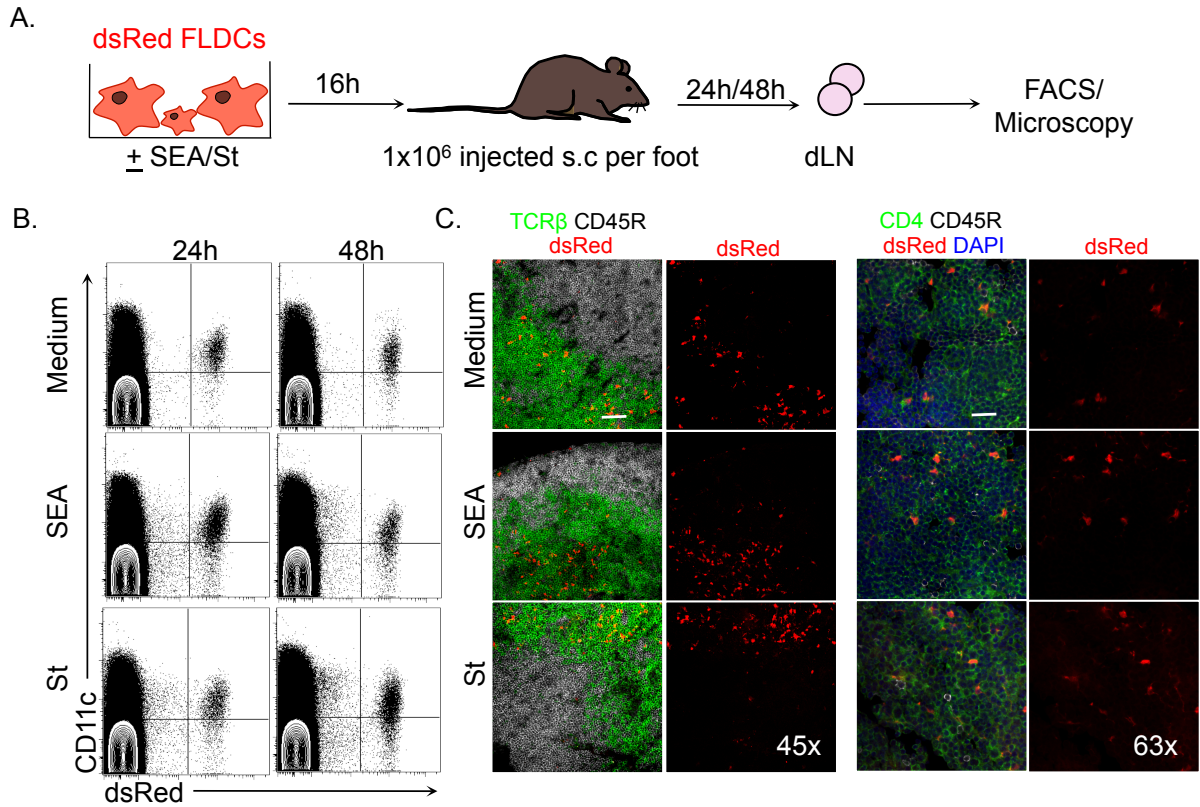 A.
dsRed FLDCs
± SEA/St
16h
1x10⁶ injected s.c per foot
24h/48h
dLN
FACS/
Microscopy
B.
24h
48h
Medium
SEA
St
CD11c
dsRed
C.
TCRβ CD45R
dsRed
dsRed
CD4 CD45R
dsRed DAPI
dsRed
Medium
SEA
St
45x
63x